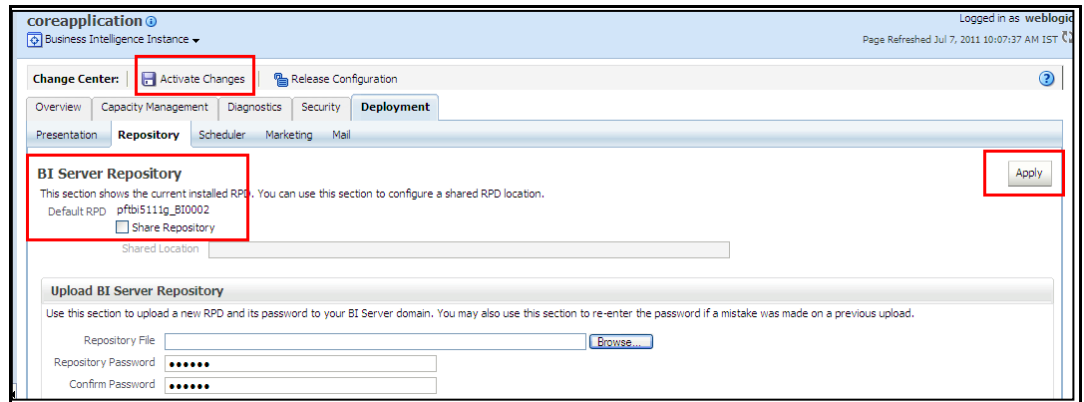 coreapplication
Logged in as weblogic
Business Intelligence Instance
Page Refreshed Jul 7, 2011 10:07:37 AM IST
Change Center: Activate Changes Release Configuration
Overview Capacity Management Diagnostics Security Deployment
Presentation Repository Scheduler Marketing Mail
BI Server Repository
Apply
This section shows the current installed RPD. You can use this section to configure a shared RPD location.
Default RPD pftbi5111g_BI0002
Share Repository
Shared Location
Upload BI Server Repository
Use this section to upload a new RPD and its password to your BI Server domain. You may also use this section to re-enter the password if a mistake was made on a previous upload.
Repository File Browse...
Repository Password ●●●●●●
Confirm Password ●●●●●●